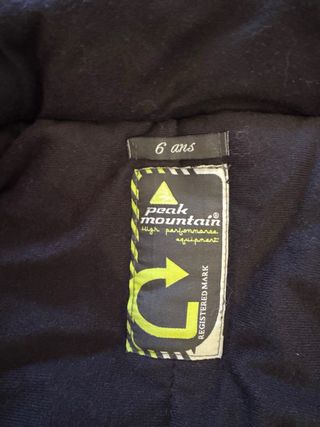 6 ans
peak
mountain®
High performance
equipment
REGISTERED MARK